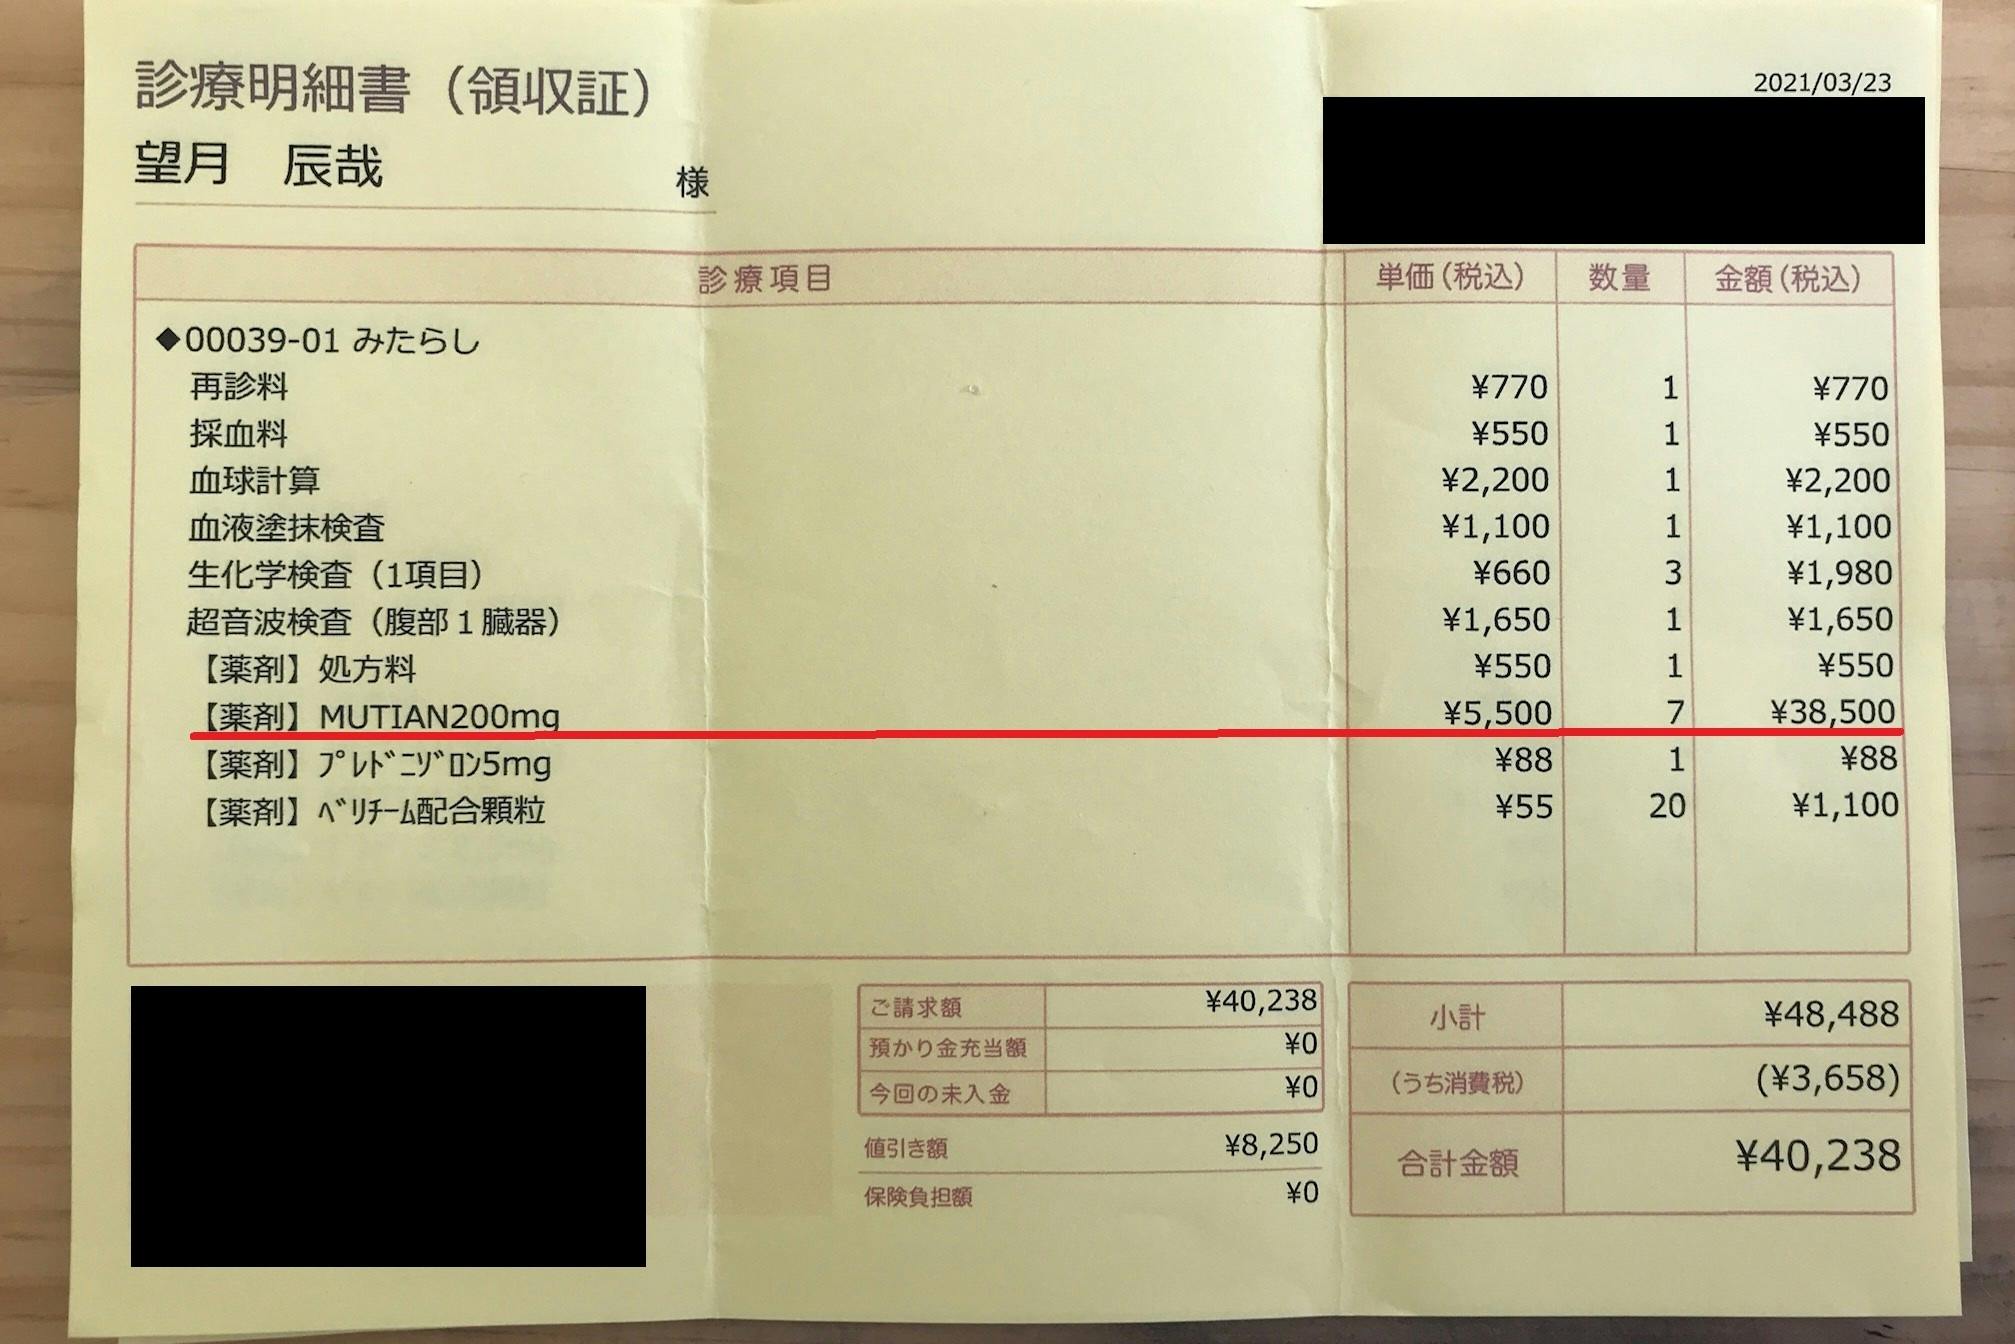 診療明細書（領収証）
2021/03/23
望月　辰哉　様
診療項目 単価（税込） 数量 金額（税込）
◆00039-01 みたらし
再診料 ¥770 1 ¥770
採血料 ¥550 1 ¥550
血球計算 ¥2,200 1 ¥2,200
血液塗抹検査 ¥1,100 1 ¥1,100
生化学検査（1項目） ¥660 3 ¥1,980
超音波検査（腹部１臓器） ¥1,650 1 ¥1,650
【薬剤】処方料 ¥550 1 ¥550
【薬剤】MUTIAN200mg ¥5,500 7 ¥38,500
【薬剤】ﾌﾟﾚﾄﾞﾆｿﾞﾛﾝ5mg ¥88 1 ¥88
【薬剤】ﾍﾞﾘﾁｰﾑ配合顆粒 ¥55 20 ¥1,100
ご請求額 ¥40,238
預かり金充当額 ¥0
今回の未入金 ¥0
値引き額 ¥8,250
保険負担額 ¥0
小計 ¥48,488
（うち消費税） (¥3,658)
合計金額 ¥40,238